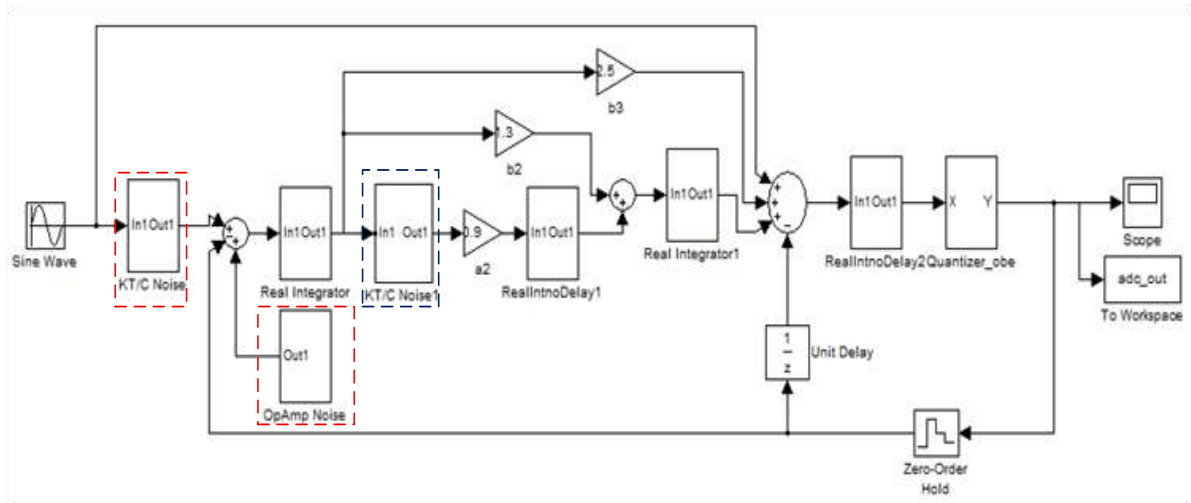 2.5
b3
1.3
b2
Sine Wave
In1Out1
KT/C Noise
+
-
+
In1Out1
Real Integrator
In1 Out1
KT/C Noise1
0.9
a2
In1Out1
RealIntnoDelay1
+
+
In1Out1
Real Integrator1
+
+
+
-
In1Out1
RealIntnoDelay2
X Y
Quantizer_obe
Scope
adc_out
To Workspace
Out1
OpAmp Noise
1
z
Unit Delay
Zero-Order
Hold